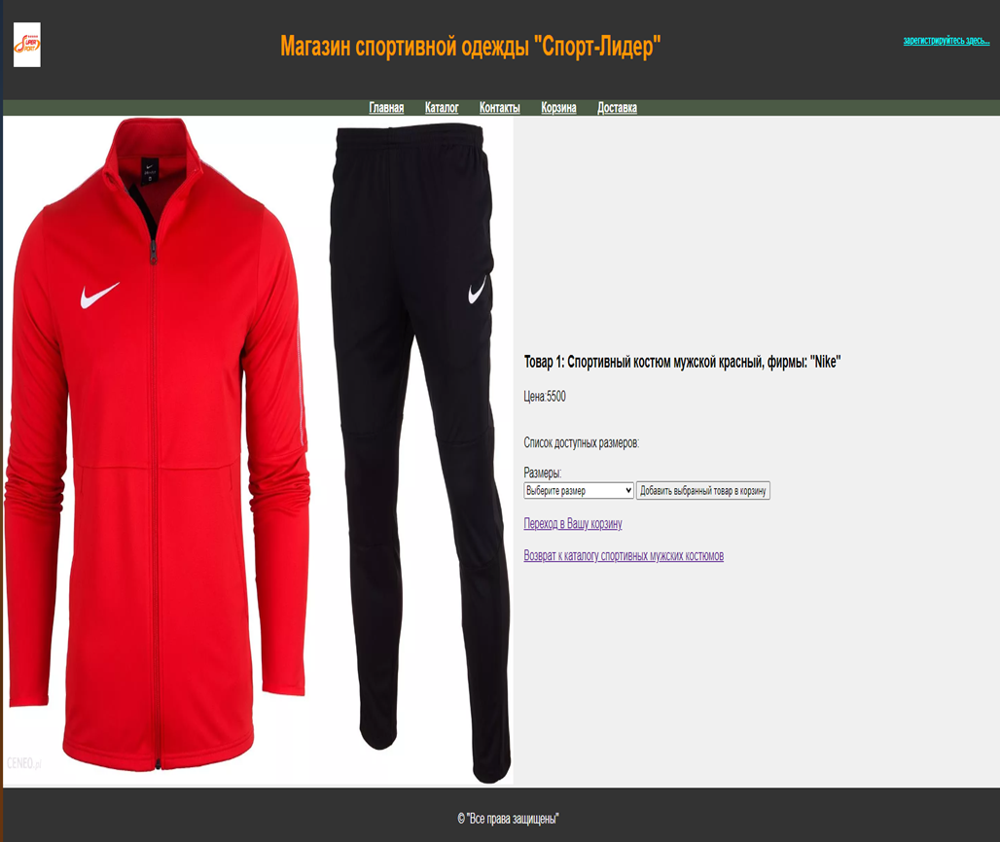 SUPER
SPORT
Магазин спортивной одежды "Спорт-Лидер"
зарегистрируйтесь здесь...
Главная Каталог Контакты Корзина Доставка
Товар 1: Спортивный костюм мужской красный, фирмы: "Nike"
Цена:5500
Список доступных размеров:
Размеры:
Выберите размер Добавить выбранный товар в корзину
Переход в Вашу корзину
Возврат к каталогу спортивных мужских костюмов
CENEO.pl
© "Все права защищены"